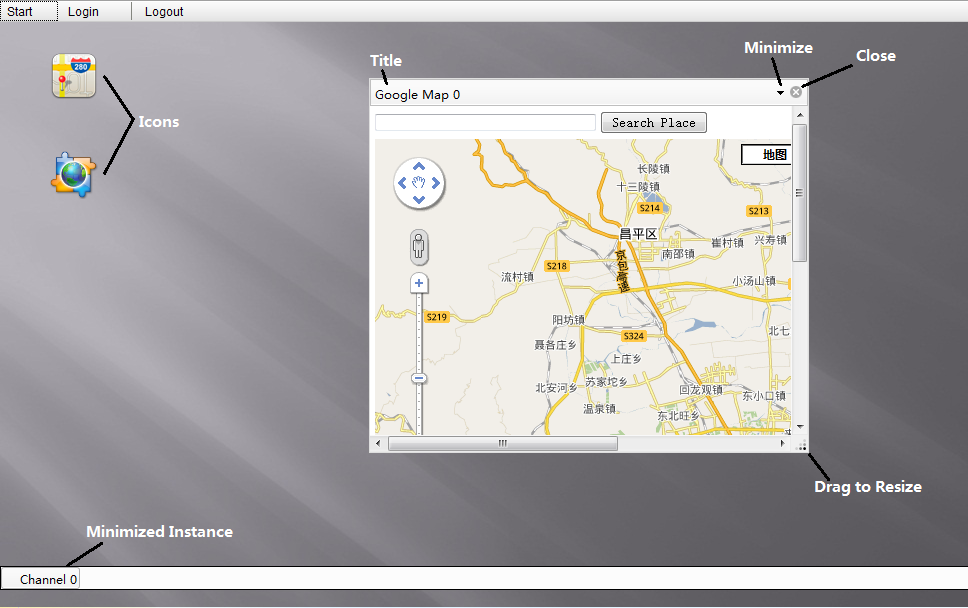 Start Login Logout
280
Icons
Title
Minimize
Close
Google Map 0
Search Place
地图
长陵镇
十三陵镇
S214
S213
昌平区
崔村镇
兴寿镇
南邵镇
京包高速
S218
流村镇
小汤山镇
S219
阳坊镇
S324
北七
聂各庄乡
上庄乡
北安河乡
苏家坨乡
回龙观镇
东小口镇
温泉镇
东北旺乡
Drag to Resize
Minimized Instance
Channel 0